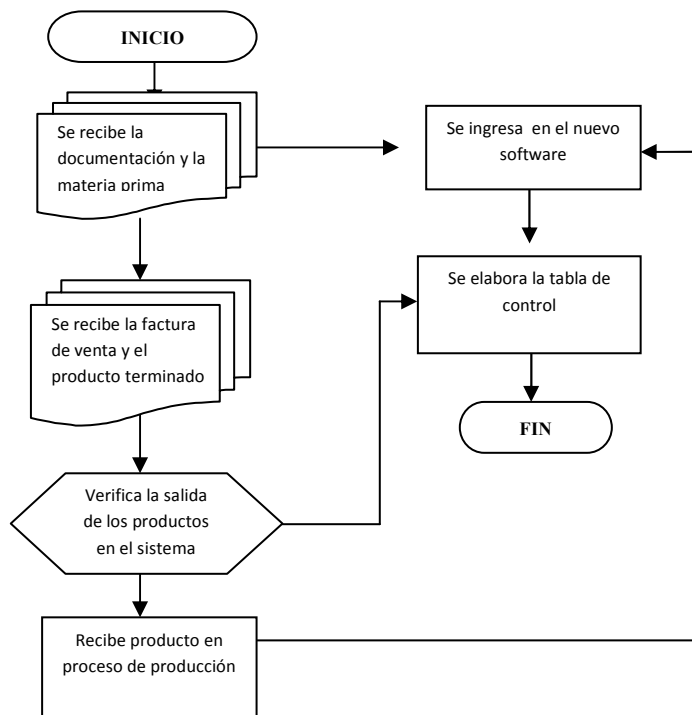 INICIO
Se recibe la
documentación y la
materia prima
Se ingresa en el nuevo
software
Se recibe la factura
de venta y el
producto terminado
Se elabora la tabla de
control
FIN
Verifica la salida
de los productos
en el sistema
Recibe producto en
proceso de producción